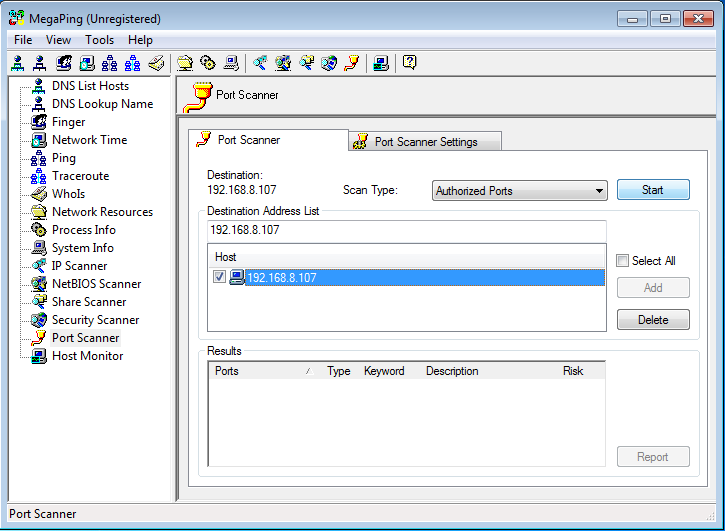 MegaPing (Unregistered)
File View Tools Help
DNS List Hosts
DNS Lookup Name
Finger
Network Time
Ping
Traceroute
WhoIs
Network Resources
Process Info
System Info
IP Scanner
NetBIOS Scanner
Share Scanner
Security Scanner
Port Scanner
Host Monitor
Port Scanner
Port Scanner
Port Scanner Settings
Destination:
192.168.8.107
Scan Type:
Authorized Ports
Start
Destination Address List
192.168.8.107
Host
192.168.8.107
Select All
Add
Delete
Results
Ports Type Keyword Description Risk
Report
Port Scanner